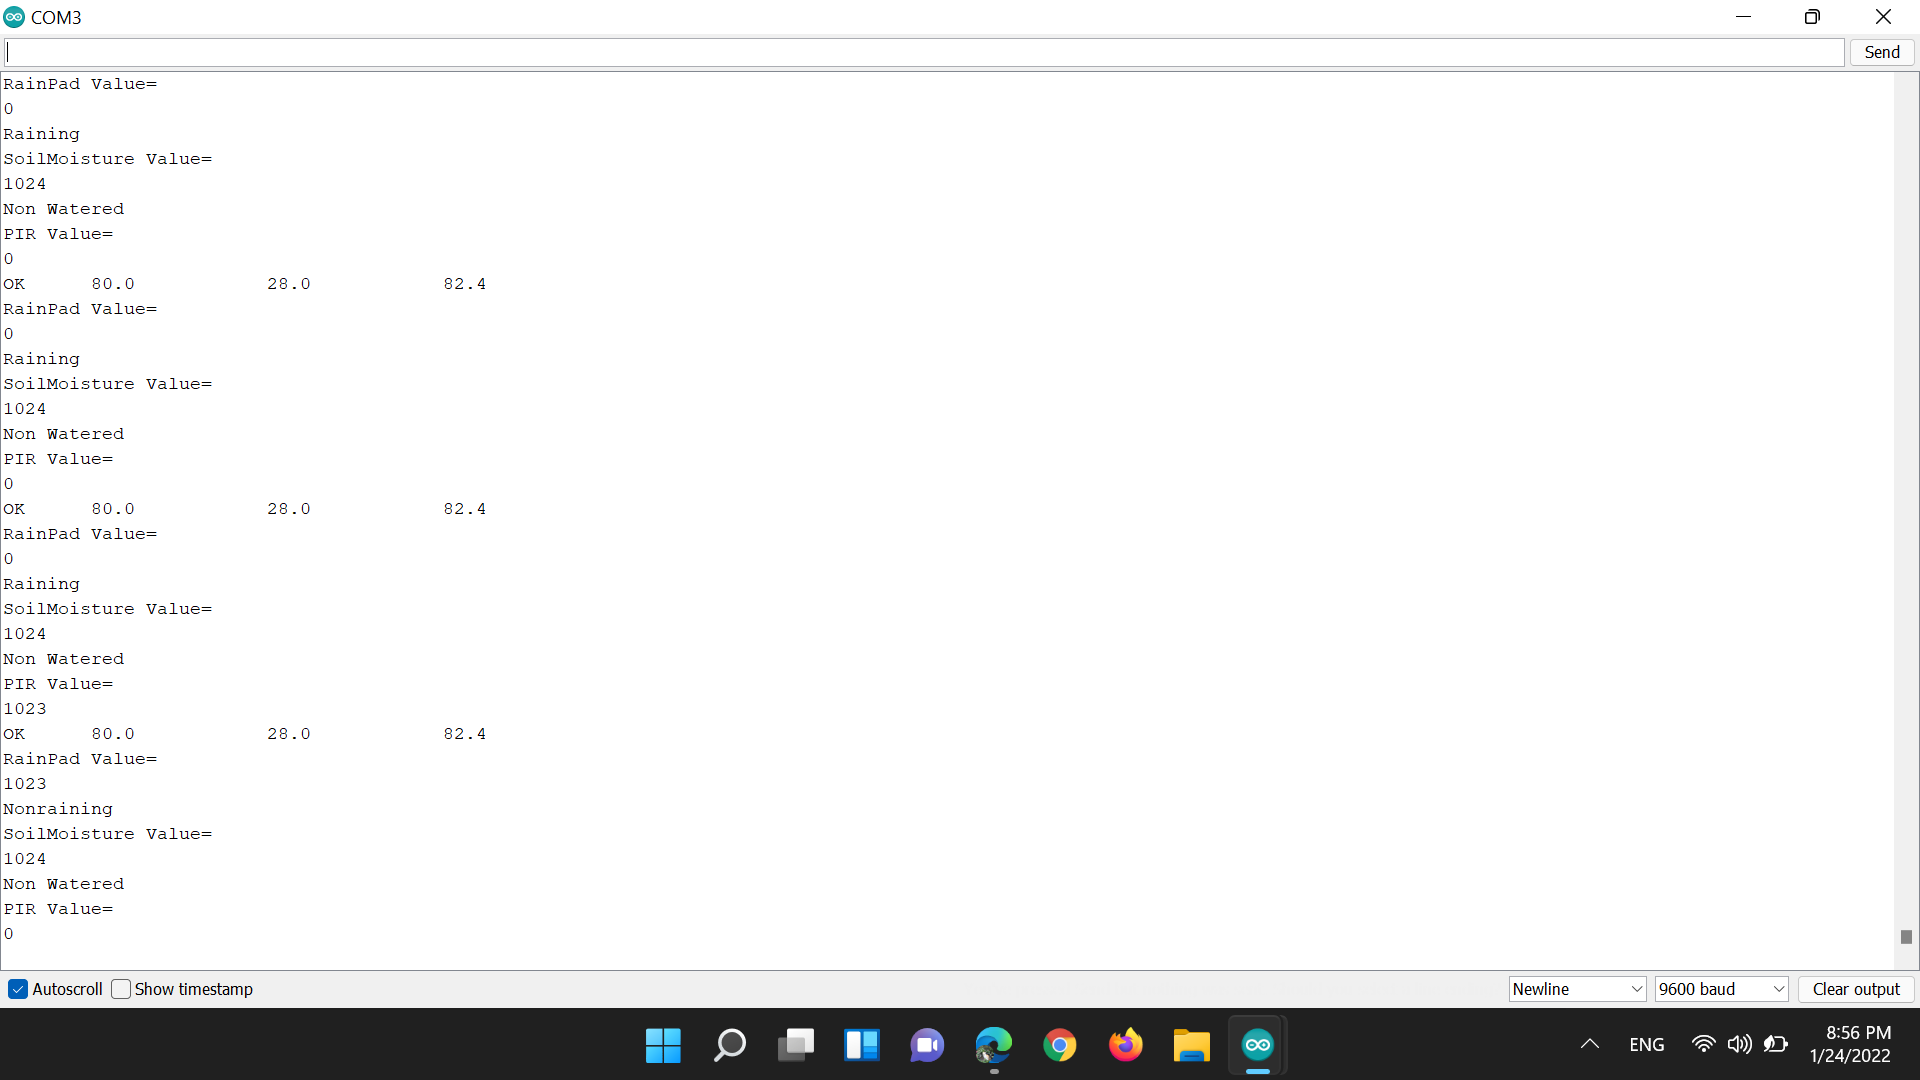 COM3
Send
RainPad Value=
0
Raining
SoilMoisture Value=
1024
Non Watered
PIR Value=
0
OK 80.0 28.0 82.4
RainPad Value=
0
Raining
SoilMoisture Value=
1024
Non Watered
PIR Value=
0
OK 80.0 28.0 82.4
RainPad Value=
0
Raining
SoilMoisture Value=
1024
Non Watered
PIR Value=
1023
OK 80.0 28.0 82.4
RainPad Value=
1023
Nonraining
SoilMoisture Value=
1024
Non Watered
PIR Value=
0
Autoscroll Show timestamp Newline 9600 baud Clear output
ENG 8:56 PM
1/24/2022